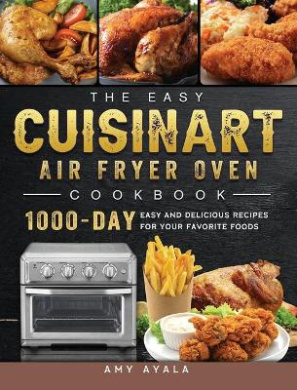 THE EASY
CUISINART
AIR FRYER OVEN
COOKBOOK
1000-DAY
EASY AND DELICIOUS RECIPES
FOR YOUR FAVORITE FOODS
AMY AYALA